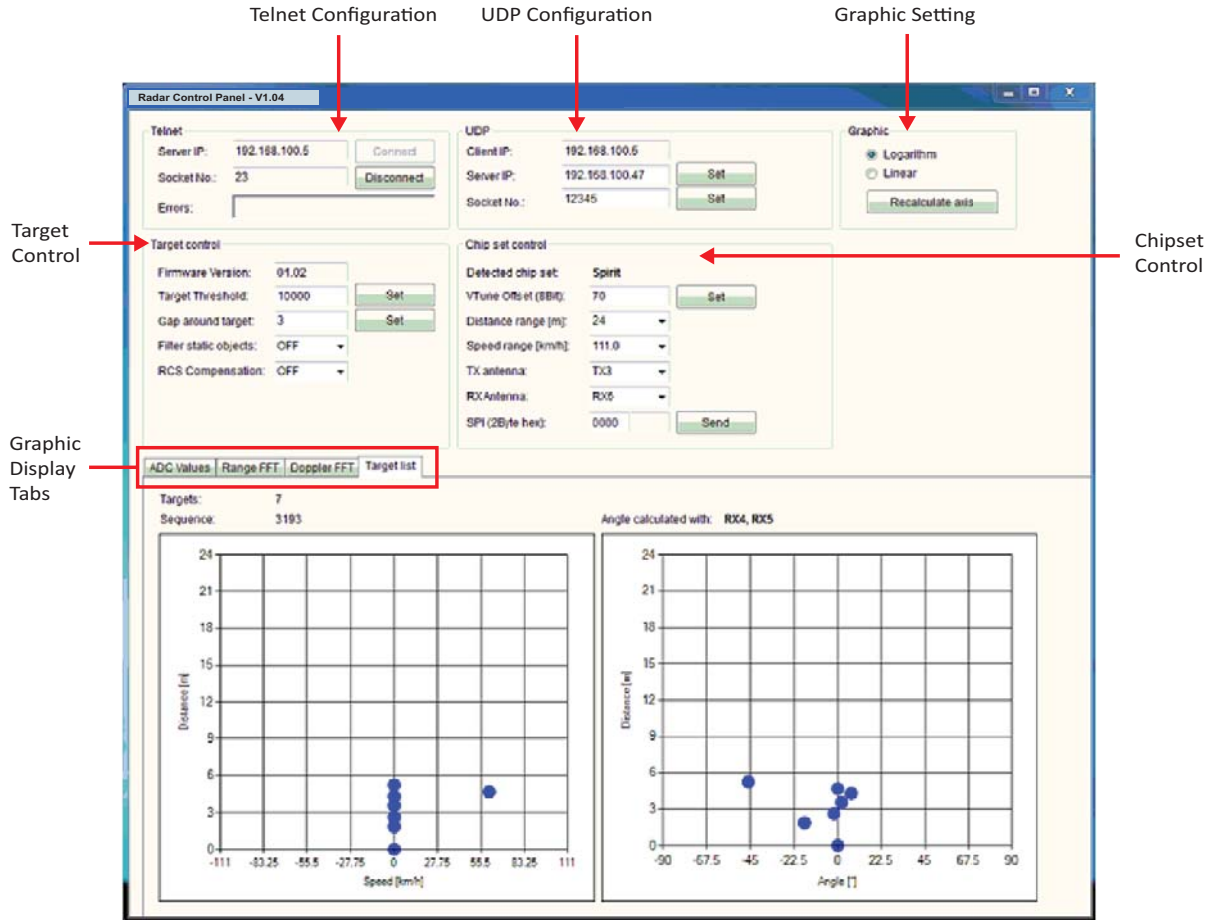 Telnet Configuration
UDP Configuration
Graphic Setting
Radar Control Panel - V1.04
Telnet
Server IP: 192.168.100.5 Connect
Socket No.: 23 Disconnect
Errors:
UDP
Client IP: 192.168.100.5
Server IP: 192.168.100.47 Set
Socket No.: 12345 Set
Graphic
Logarithm
Linear
Recalculate axis
Target
Control
Target control
Firmware Version: 01.02
Target Threshold: 10000 Set
Gap around target: 3 Set
Filter static objects: OFF
RCS Compensation: OFF
Chip set control
Detected chip set: Spirit
VTune Offset (8Bit): 70 Set
Distance range [m]: 24
Speed range [km/h]: 111.0
TX antenna: TX3
RX Antenna:
SPI (2Byte hex): 0000 Send
Chipset
Control
Graphic
Display
Tabs
ADC Values Range FFT Doppler FFT Target list
Targets: 7
Sequence: 3193
Angle calculated with: RX4, RX5
24
21
18
15
12
9
6
3
0
Distance [m]
-111 -83.25 -55.5 -27.75 0 27.75 55.5 83.25 111
Speed [km/h]
24
21
18
15
12
9
6
3
0
Distance [m]
-90 -67.5 -45 -22.5 0 22.5 45 67.5 90
Angle [°]